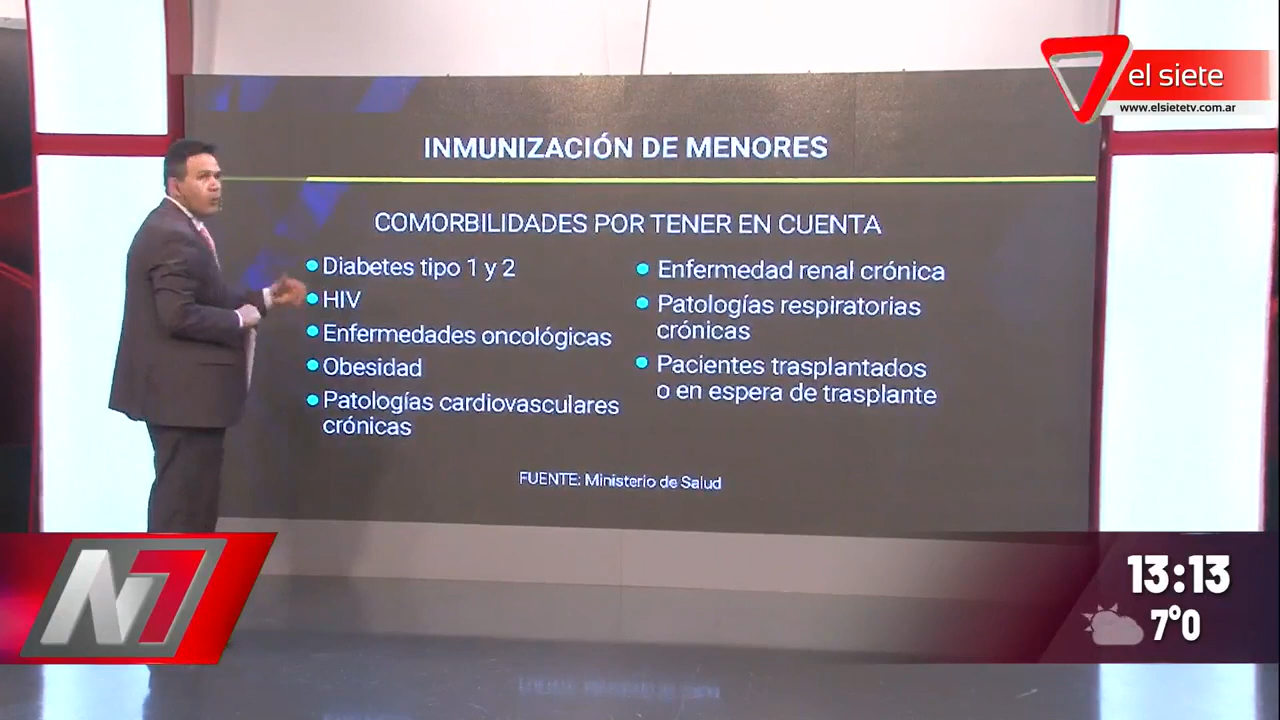 el siete
www.elsietetv.com.ar
INMUNIZACIÓN DE MENORES
COMORBILIDADES POR TENER EN CUENTA
Diabetes tipo 1 y 2
HIV
Enfermedades oncológicas
Obesidad
Patologías cardiovasculares
crónicas
Enfermedad renal crónica
Patologías respiratorias
crónicas
Pacientes trasplantados
o en espera de trasplante
FUENTE: Ministerio de Salud
N7
13:13
7°0